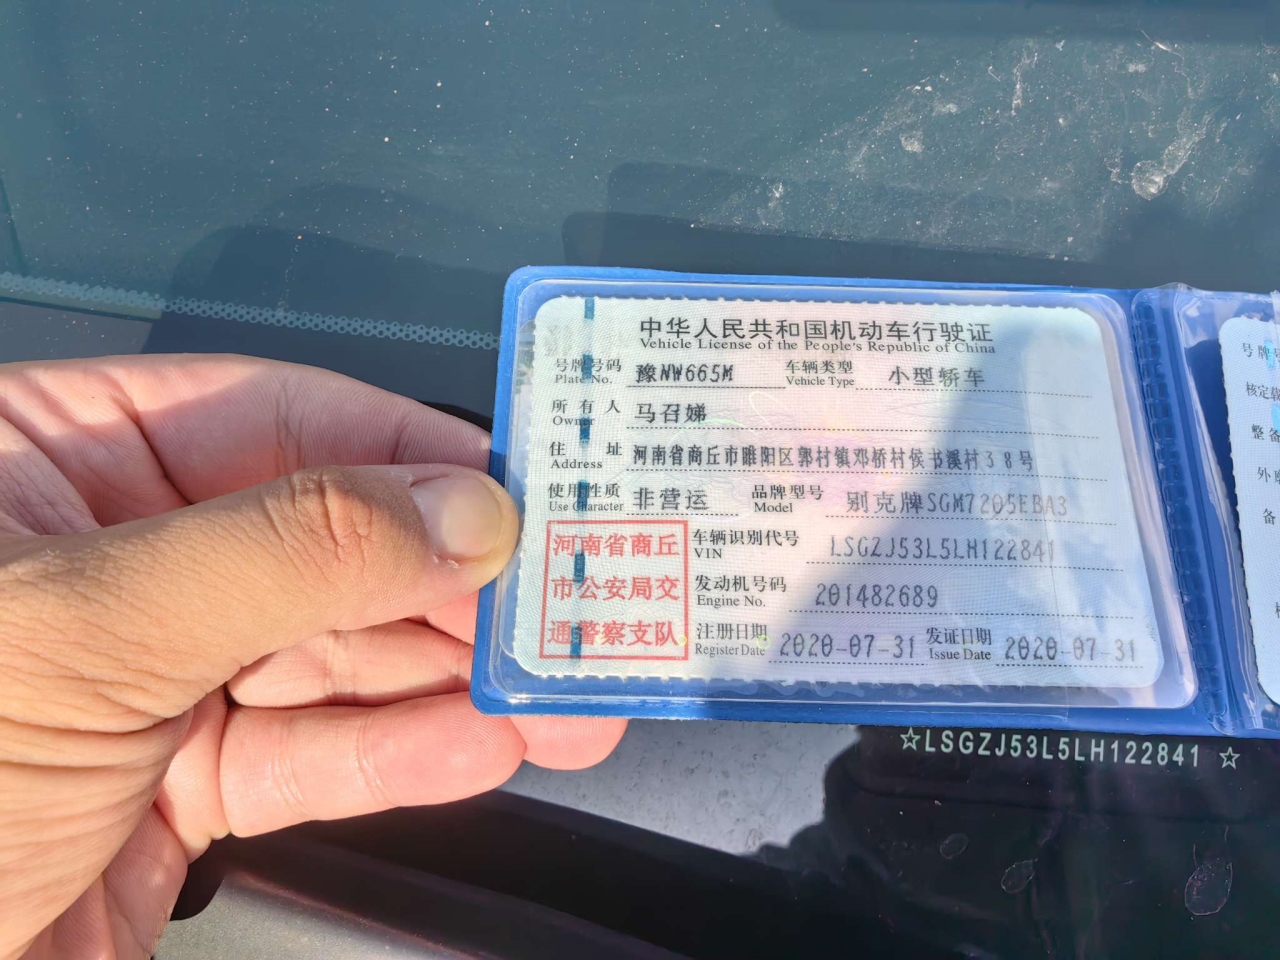 中华人民共和国机动车行驶证
Vehicle License of the People's Republic of China
号牌号码 豫NW665M 车辆类型 小型轿车
Plate No. Vehicle Type
所有人 马召娣
Owner
住址 河南省商丘市睢阳区郭村镇邓桥村侯书溪村38号
Address
使用性质 非营运 品牌型号 别克牌SGM7205EBA3
Use Character Model
河南省商丘
市公安局交
通警察支队
车辆识别代号 LSGZJ53L5LH122841
VIN
发动机号码 201482689
Engine No.
注册日期 2020-07-31 发证日期 2020-07-31
Register Date Issue Date
号牌
核定载
整备
外廓
备
核
☆LSGZJ53L5LH122841 ☆